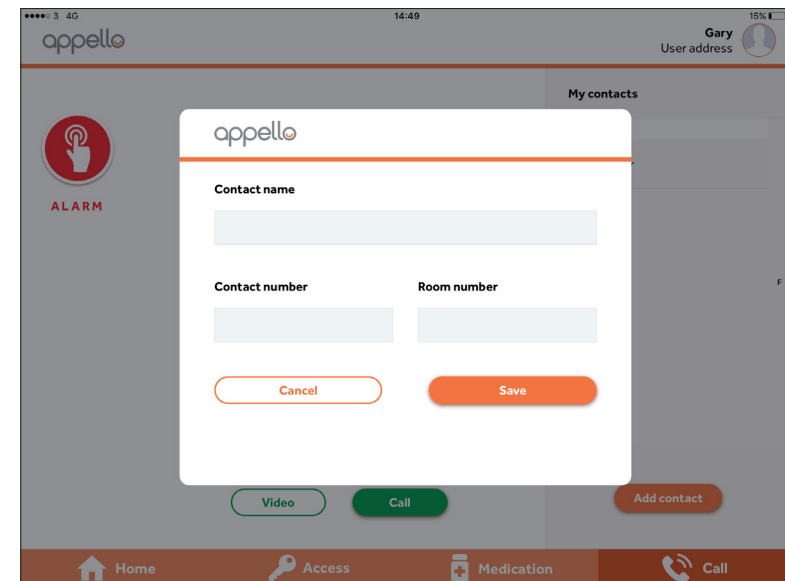 3 4G 14:49 15%
appello
Gary
User address
My contacts
appello
Contact name
ALARM
Contact number Room number
F
Cancel Save
Video Call Add contact
Home Access Medication Call